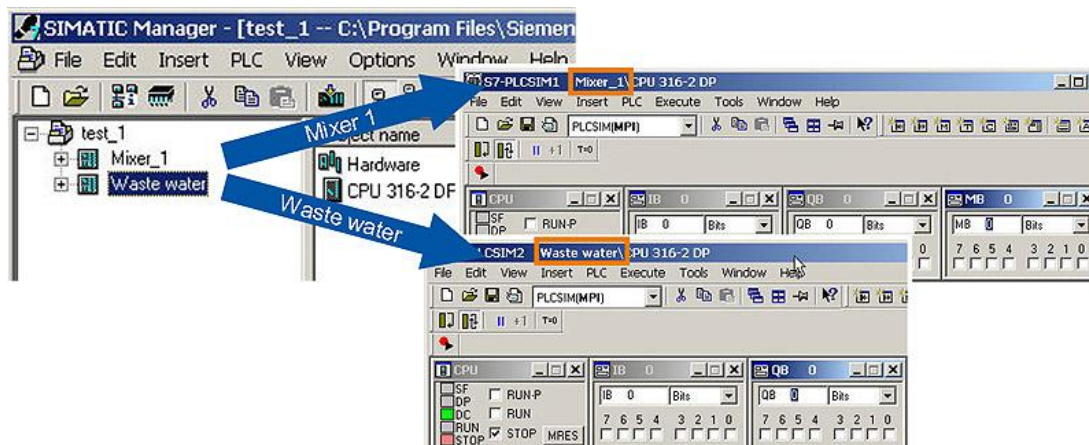 SIMATIC Manager - [test_1 -- C:\Program Files\Siemen
File Edit Insert PLC View Options Window Help
test_1
Mixer_1
Waste water
Hardware
CPU 316-2 DP
Mixer 1
Waste water
S7-PLCSIM1 Mixer_1\CPU 316-2 DP
File Edit View Insert PLC Execute Tools Window Help
PLCSIM(MPI)
+1 T=0
CPU
SF
DP
RUN-P
IB 0
IB 0 Bits
QB 0
QB 0 Bits
MB 0
MB 0 Bits
7 6 5 4 3 2 1 0
LCSIM2 Waste water\CPU 316-2 DP
File Edit View Insert PLC Execute Tools Window Help
PLCSIM(MPI)
+1 T=0
CPU
SF
DP
DC
RUN
STOP
RUN-P
RUN
STOP MRES
IB 0
IB 0 Bits
7 6 5 4 3 2 1 0
QB 0
QB 0 Bits
7 6 5 4 3 2 1 0